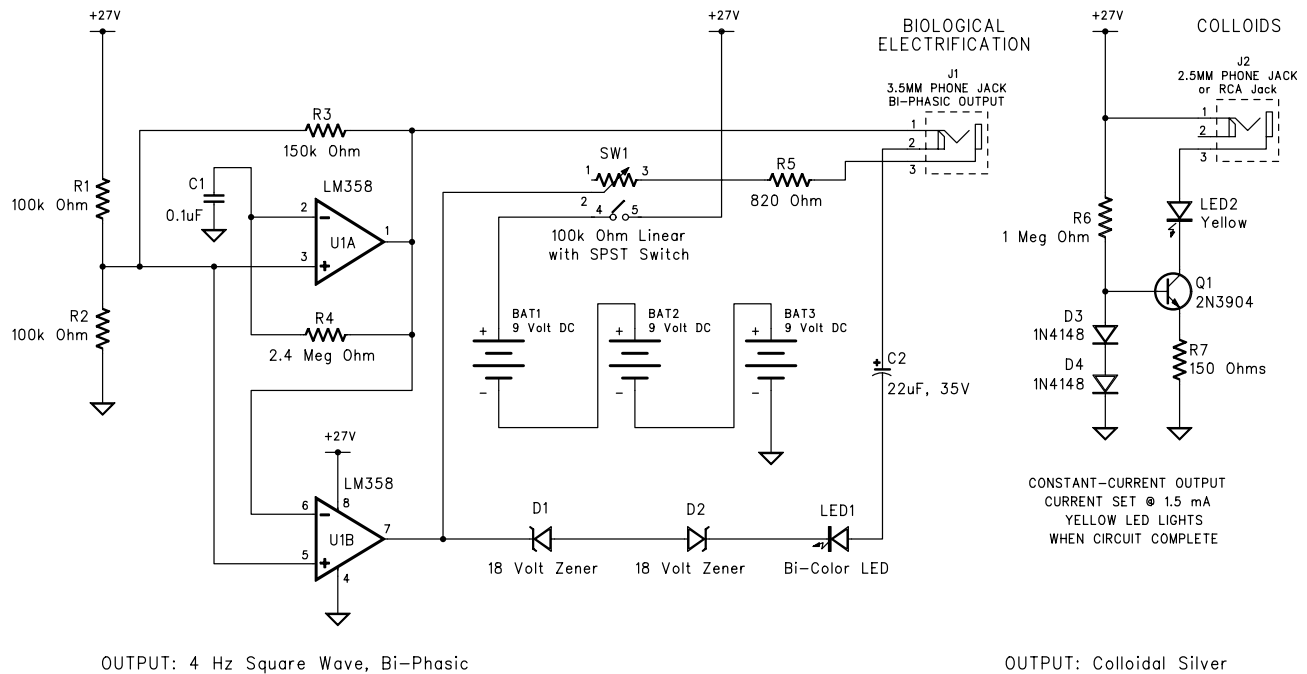 +27V
+27V
+27V
BIOLOGICAL
ELECTRIFICATION
COLLOIDS
J1
3.5MM PHONE JACK
BI-PHASIC OUTPUT
J2
2.5MM PHONE JACK
or RCA Jack
1
2
3
1
2
3
R3
150k Ohm
C1
0.1uF
LM358
2
3
1
U1A
R1
100k Ohm
R2
100k Ohm
R4
2.4 Meg Ohm
SW1
1
3
2
4
5
100k Ohm Linear
with SPST Switch
R5
820 Ohm
R6
1 Meg Ohm
LED2
Yellow
Q1
2N3904
D3
1N4148
D4
1N4148
R7
150 Ohms
BAT1
9 Volt DC
+
-
BAT2
9 Volt DC
+
-
BAT3
9 Volt DC
+
-
+
C2
22uF, 35V
+27V
LM358
8
6
5
7
4
U1B
D1
18 Volt Zener
D2
18 Volt Zener
LED1
Bi-Color LED
CONSTANT-CURRENT OUTPUT
CURRENT SET @ 1.5 mA
YELLOW LED LIGHTS
WHEN CIRCUIT COMPLETE
OUTPUT: 4 Hz Square Wave, Bi-Phasic
OUTPUT: Colloidal Silver